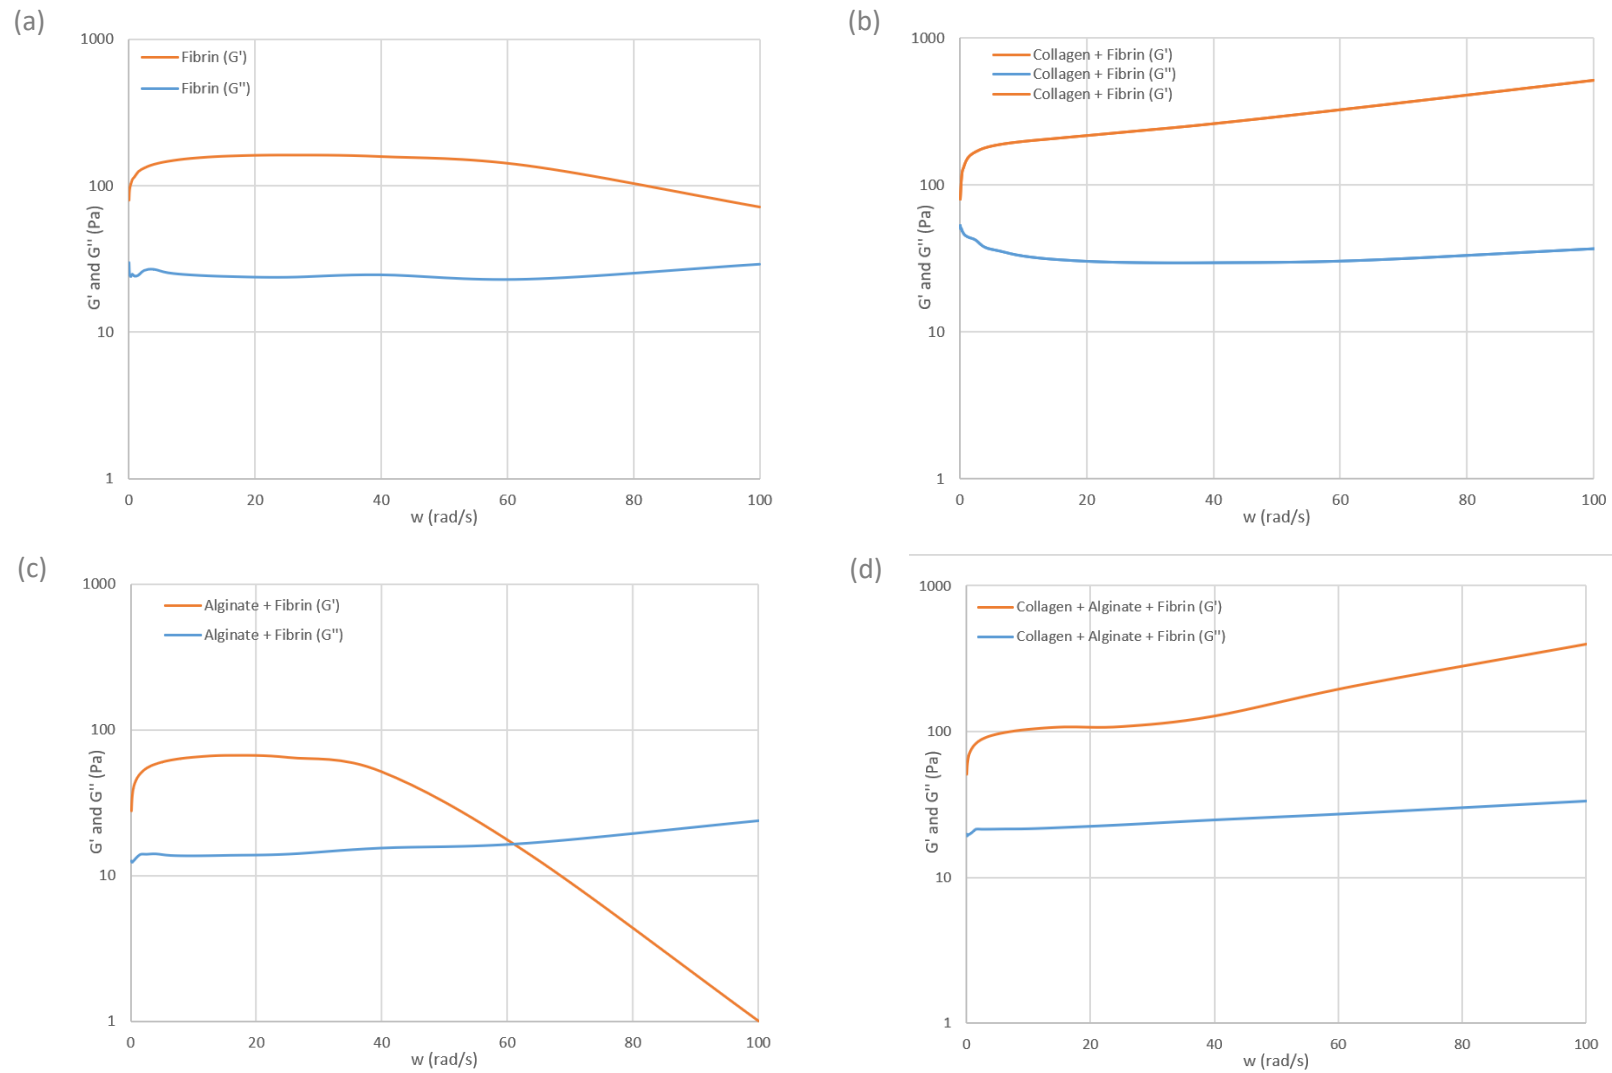 (a)
1000
Fibrin (G')
Fibrin (G'')
100
G' and G'' (Pa)
10
1
0 20 40 60 80 100
w (rad/s)
(b)
1000
Collagen + Fibrin (G')
Collagen + Fibrin (G'')
Collagen + Fibrin (G')
100
G' and G'' (Pa)
10
1
0 20 40 60 80 100
w (rad/s)
(c)
1000
Alginate + Fibrin (G')
Alginate + Fibrin (G'')
100
G' and G'' (Pa)
10
1
0 20 40 60 80 100
w (rad/s)
(d)
1000
Collagen + Alginate + Fibrin (G')
Collagen + Alginate + Fibrin (G'')
100
G' and G'' (Pa)
10
1
0 20 40 60 80 100
w (rad/s)